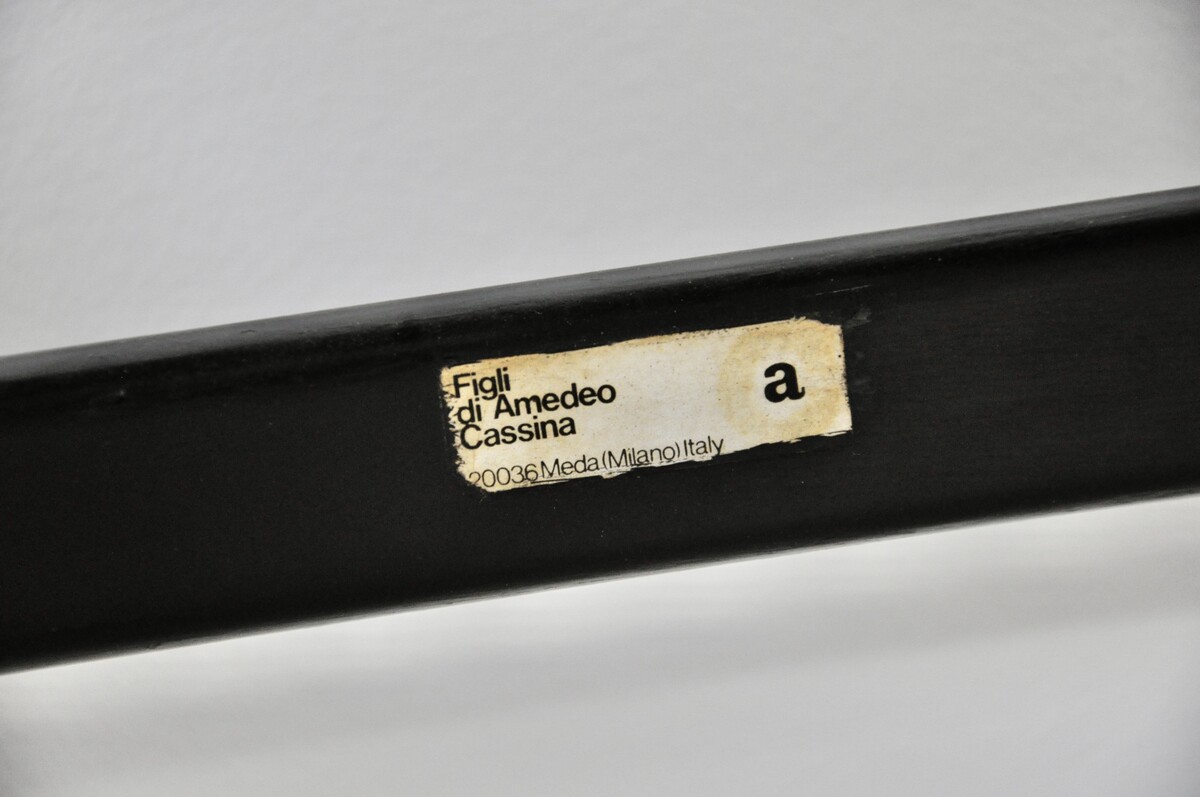 Figli
di Amedeo
Cassina
20036 Meda (Milano) Italy
a